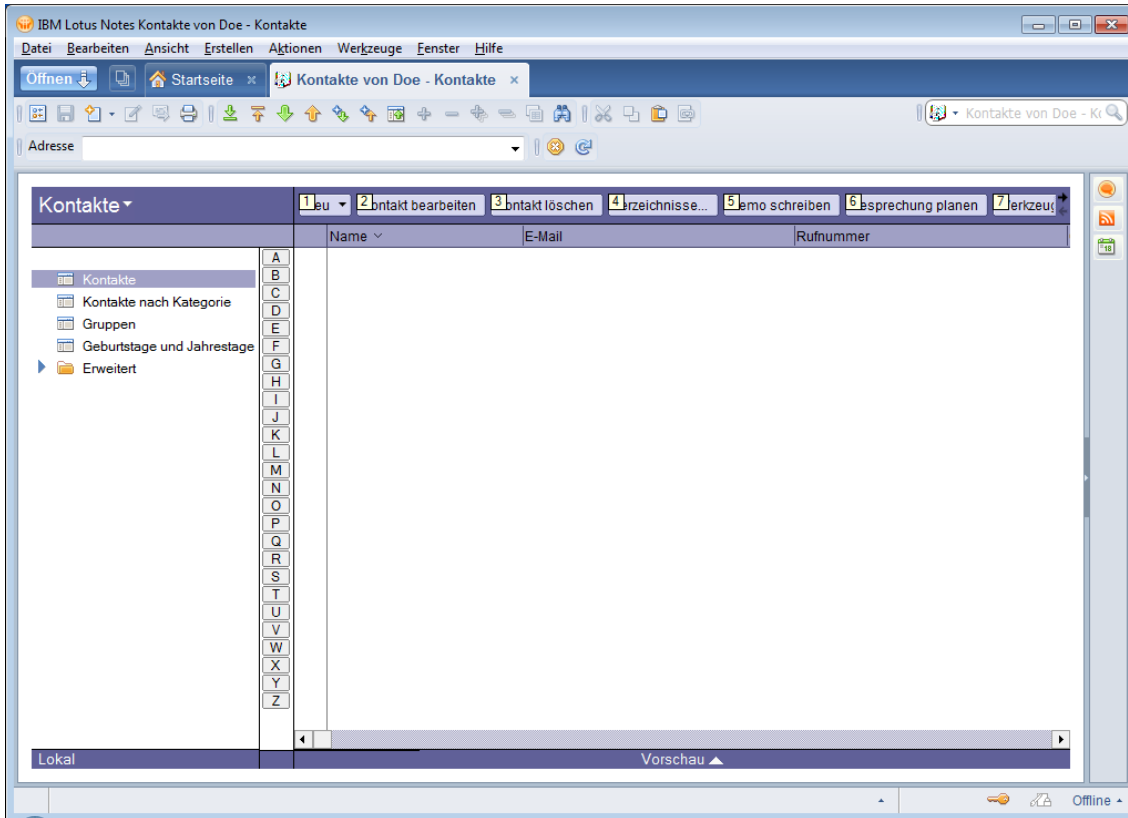 IBM Lotus Notes Kontakte von Doe - Kontakte
Datei Bearbeiten Ansicht Erstellen Aktionen Werkzeuge Fenster Hilfe
Öffnen Startseite Kontakte von Doe - Kontakte
Kontakte von Doe - Kc
Adresse
Kontakte
1 eu 2 ontakt bearbeiten 3 ontakt löschen 4 erzeichnisse... 5 emo schreiben 6 esprechung planen 7 erkzeug
Name E-Mail Rufnummer
Kontakte
Kontakte nach Kategorie
Gruppen
Geburtstage und Jahrestage
Erweitert
A
B
C
D
E
F
G
H
I
J
K
L
M
N
O
P
Q
R
S
T
U
V
W
X
Y
Z
18
Lokal Vorschau
Offline